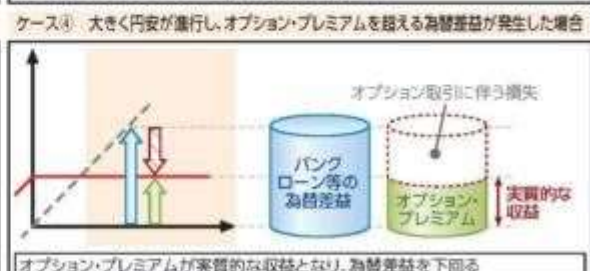 ケース④ 大きく円安が進行し、オプション・プレミアムを超える為替差益が発生した場合
オプション取引に伴う損失
バンク
ローン等の
為替差益
オプション・
プレミアム
実質的な
収益
オプション・プレミアムが実質的な収益となり、為替差益を下回る